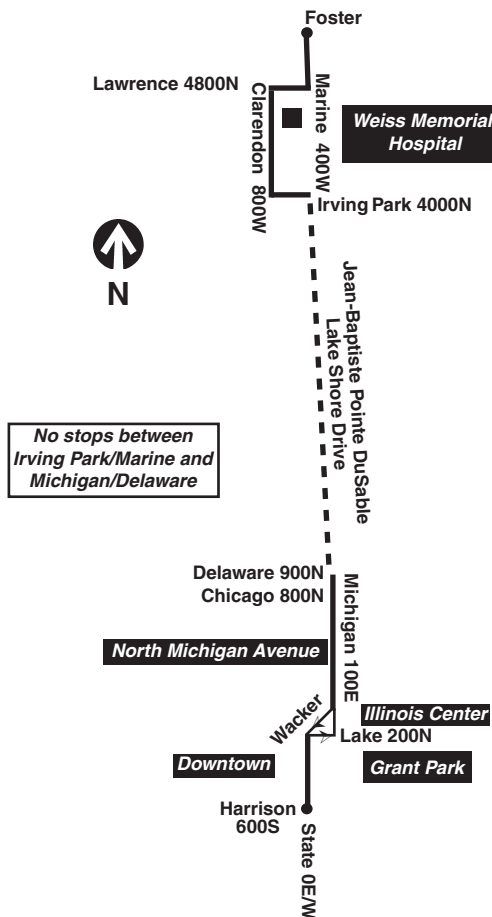 Foster
Lawrence 4800N
Clarendon 800W
Marine 400W
Weiss Memorial
Hospital
Irving Park 4000N
N
Jean-Baptiste Pointe DuSable
Lake Shore Drive
No stops between
Irving Park/Marine and
Michigan/Delaware
Delaware 900N
Chicago 800N
Michigan 100E
North Michigan Avenue
Wacker
Illinois Center
Lake 200N
Downtown
Grant Park
Harrison
600S
State 0E/W